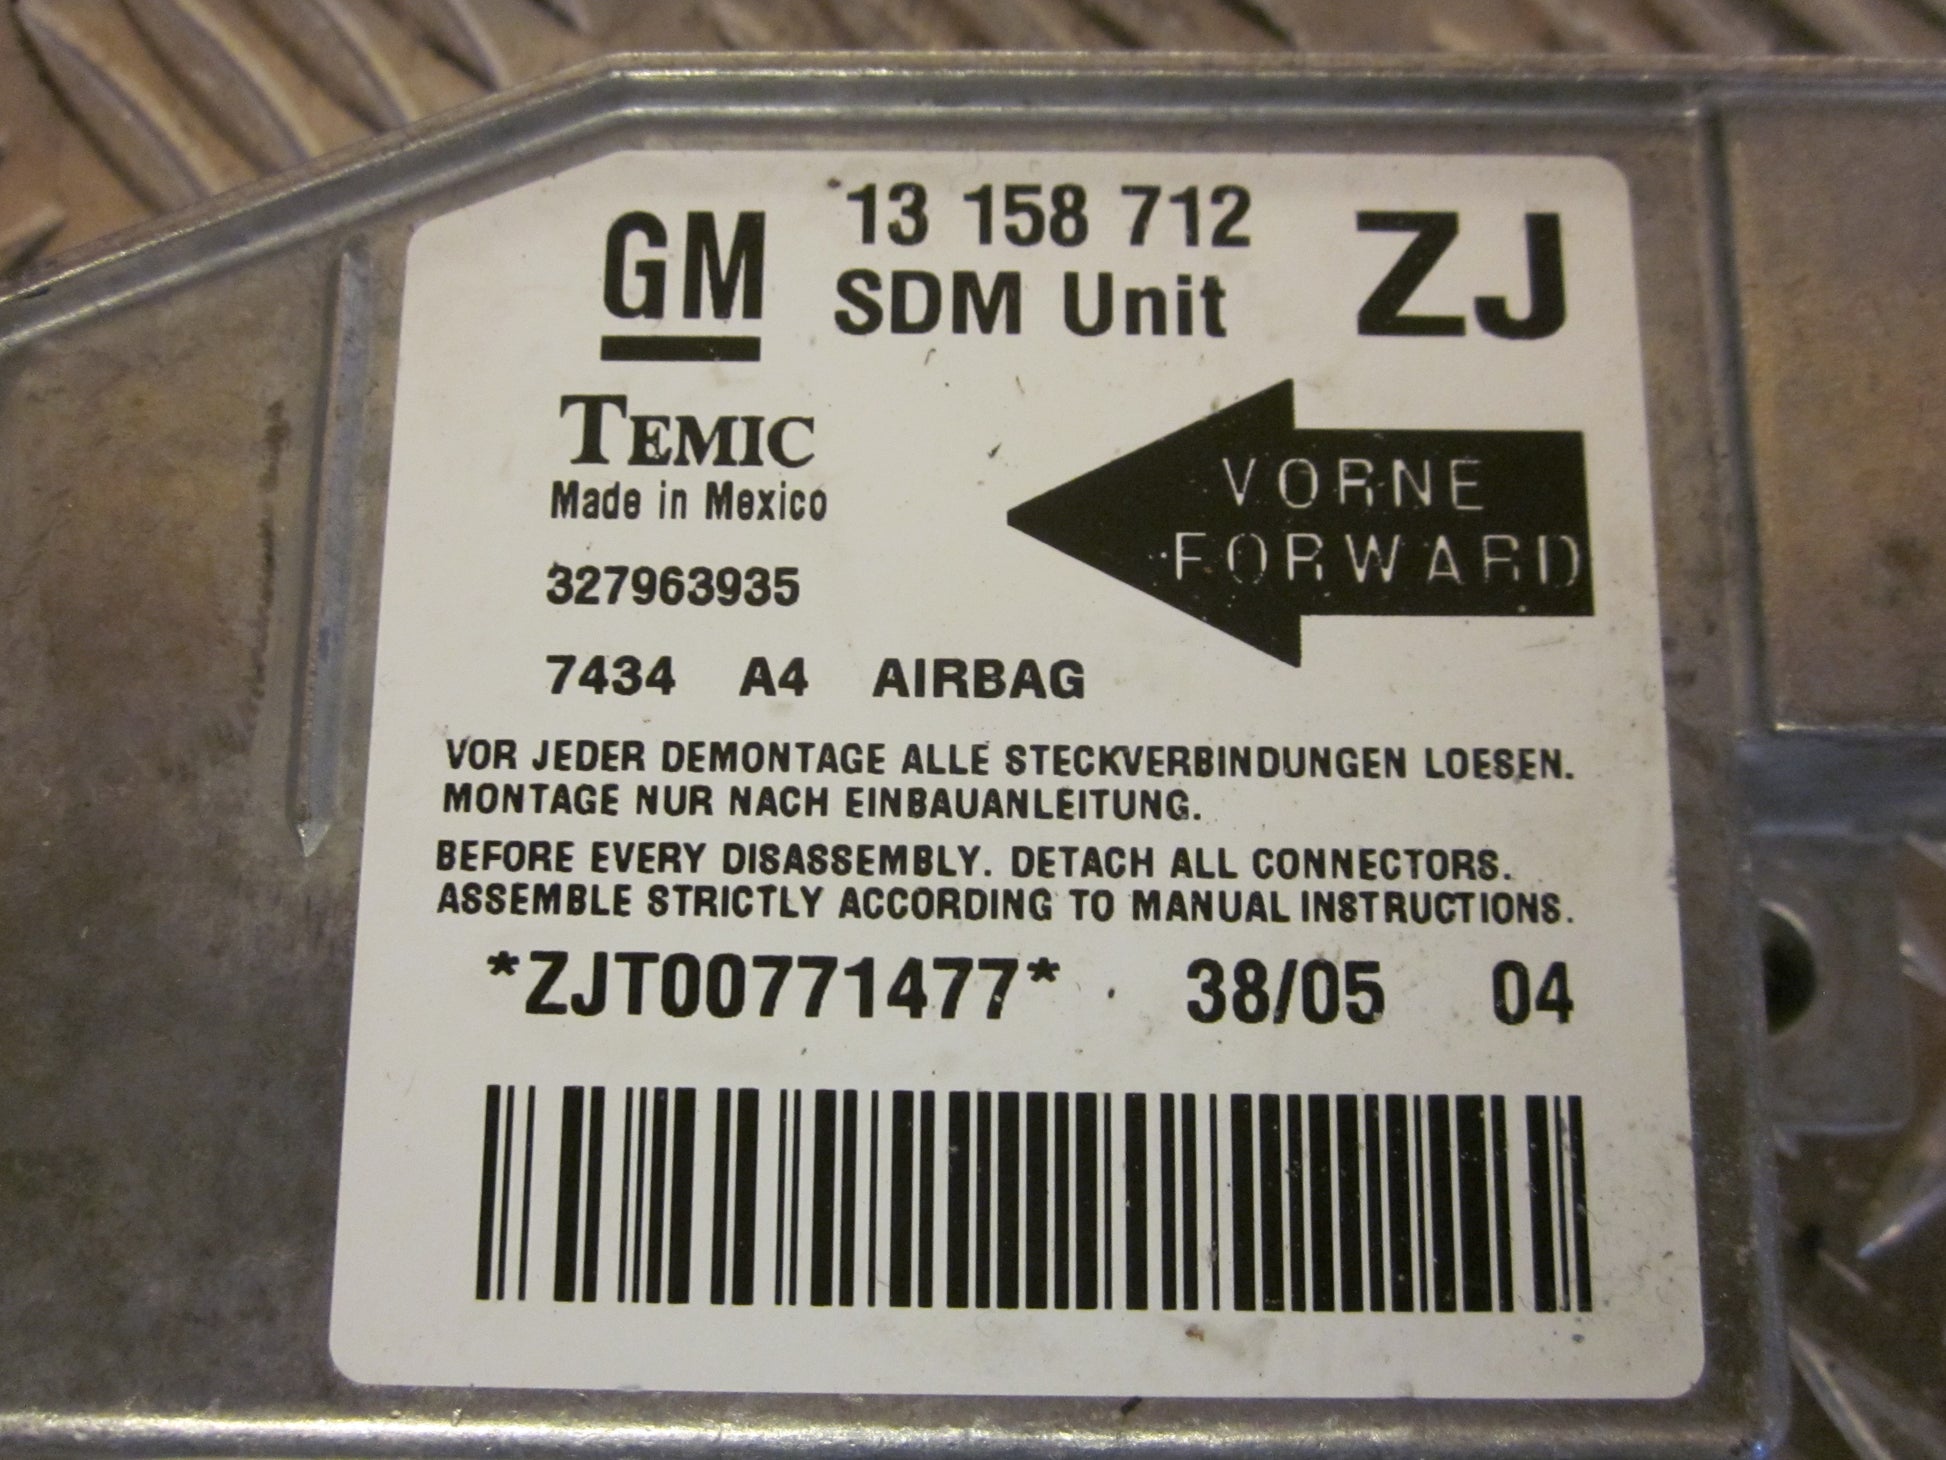 GM 13 158 712 ZJ
SDM Unit
TEMIC
Made in Mexico
VORNE
FORWARD
327963935
7434 A4 AIRBAG
VOR JEDER DEMONTAGE ALLE STECKVERBINDUNGEN LOESEN.
MONTAGE NUR NACH EINBAUANLEITUNG.
BEFORE EVERY DISASSEMBLY. DETACH ALL CONNECTORS.
ASSEMBLE STRICTLY ACCORDING TO MANUAL INSTRUCTIONS.
*ZJT00771477* 38/05 04